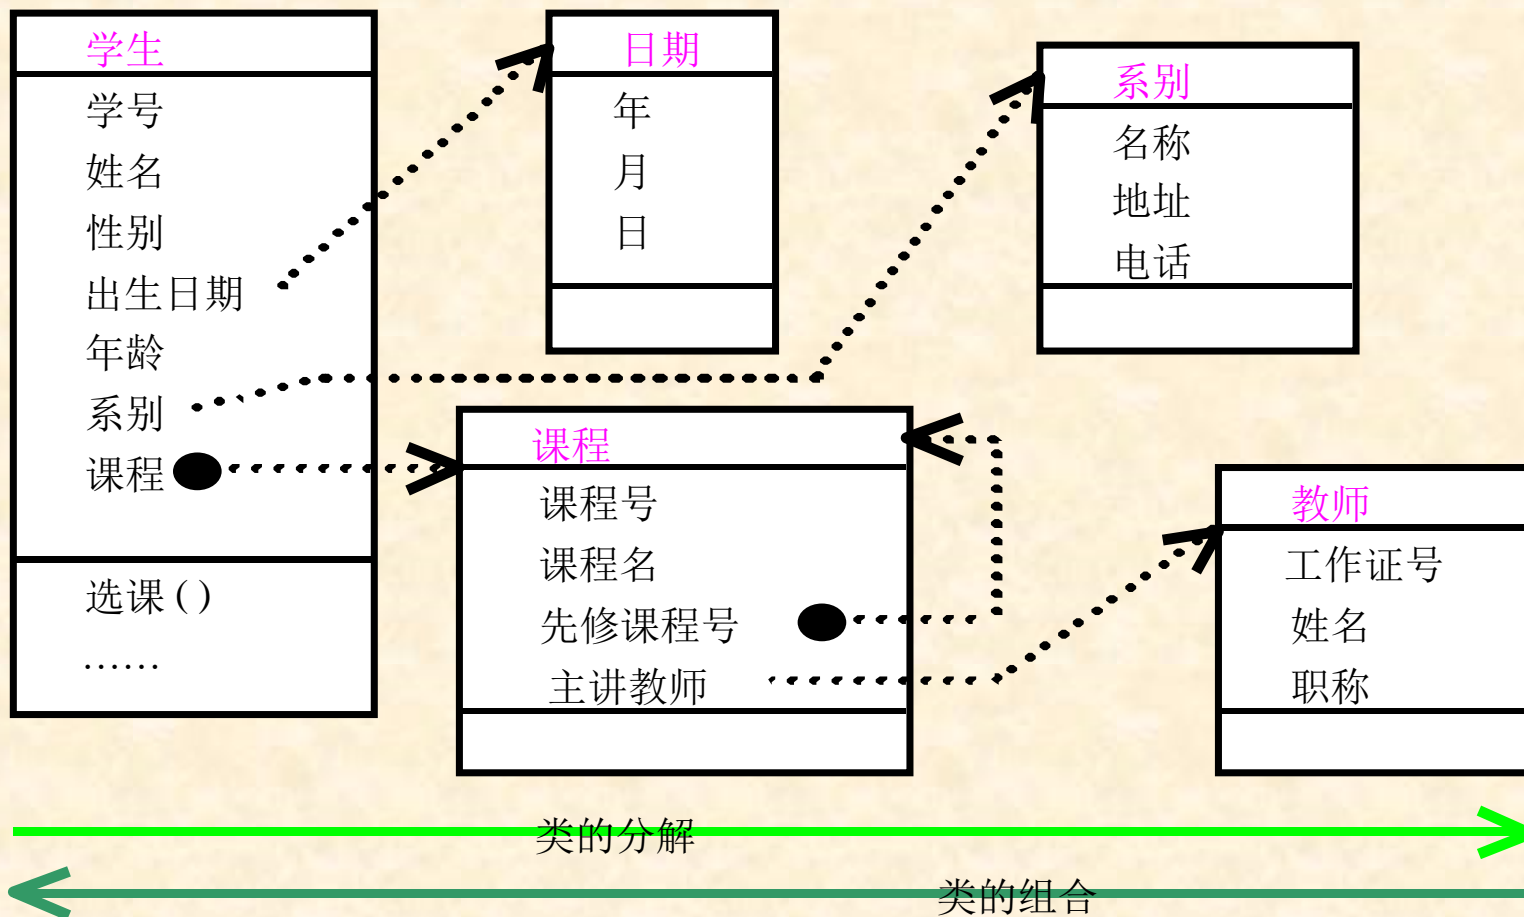 学生
学号
姓名
性别
出生日期
年龄
系别
课程
选课()
……
日期
年
月
日
系别
名称
地址
电话
课程
课程号
课程名
先修课程号
主讲教师
教师
工作证号
姓名
职称
类的分解
类的组合